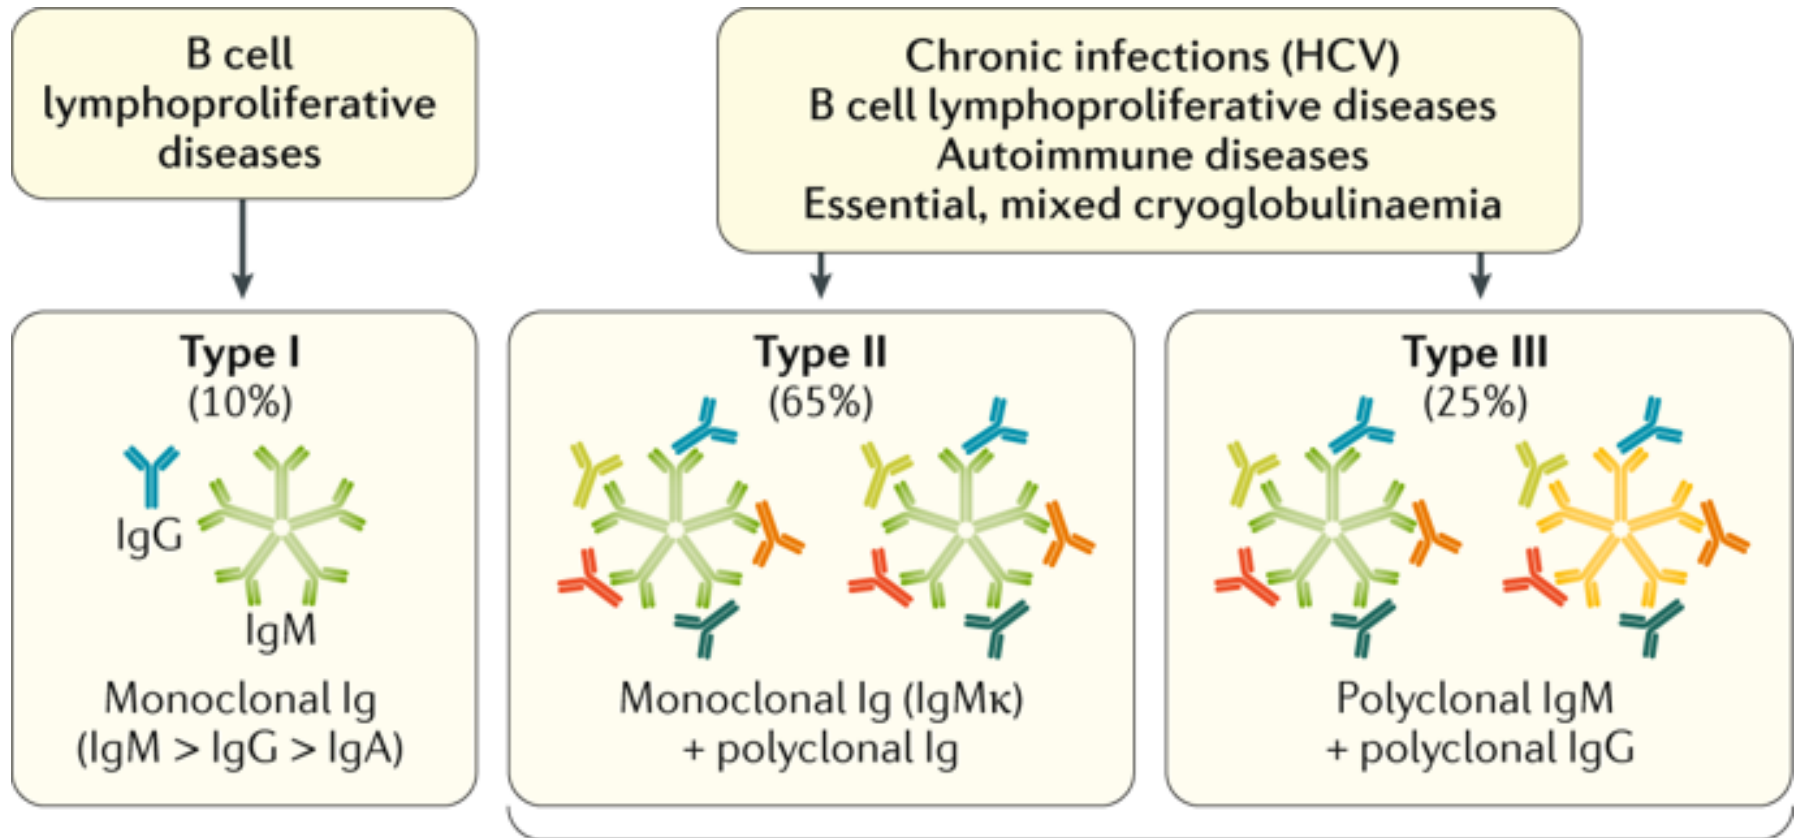 B cell
lymphoproliferative
diseases
Chronic infections (HCV)
B cell lymphoproliferative diseases
Autoimmune diseases
Essential, mixed cryoglobulinaemia
Type I
(10%)
IgG
IgM
Monoclonal Ig
(IgM > IgG > IgA)
Type II
(65%)
Monoclonal Ig (IgMκ)
+ polyclonal Ig
Type III
(25%)
Polyclonal IgM
+ polyclonal IgG